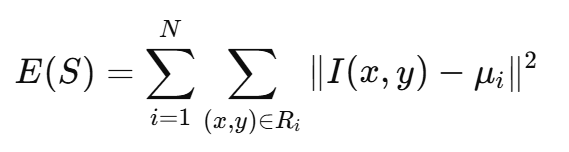 E(S) = \sum_{i=1}^{N} \sum_{(x,y) \in R_i} \| I(x,y) - \mu_i \|^2